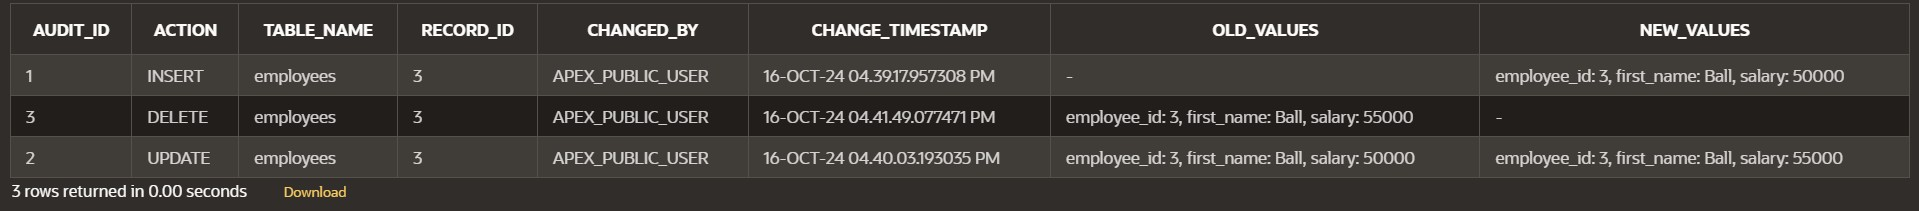 AUDIT_ID ACTION TABLE_NAME RECORD_ID CHANGED_BY CHANGE_TIMESTAMP OLD_VALUES NEW_VALUES
1 INSERT employees 3 APEX_PUBLIC_USER 16-OCT-24 04.39.17.957308 PM - employee_id: 3, first_name: Ball, salary: 50000
3 DELETE employees 3 APEX_PUBLIC_USER 16-OCT-24 04.41.49.077471 PM employee_id: 3, first_name: Ball, salary: 55000 -
2 UPDATE employees 3 APEX_PUBLIC_USER 16-OCT-24 04.40.03.193035 PM employee_id: 3, first_name: Ball, salary: 50000 employee_id: 3, first_name: Ball, salary: 55000
3 rows returned in 0.00 seconds Download